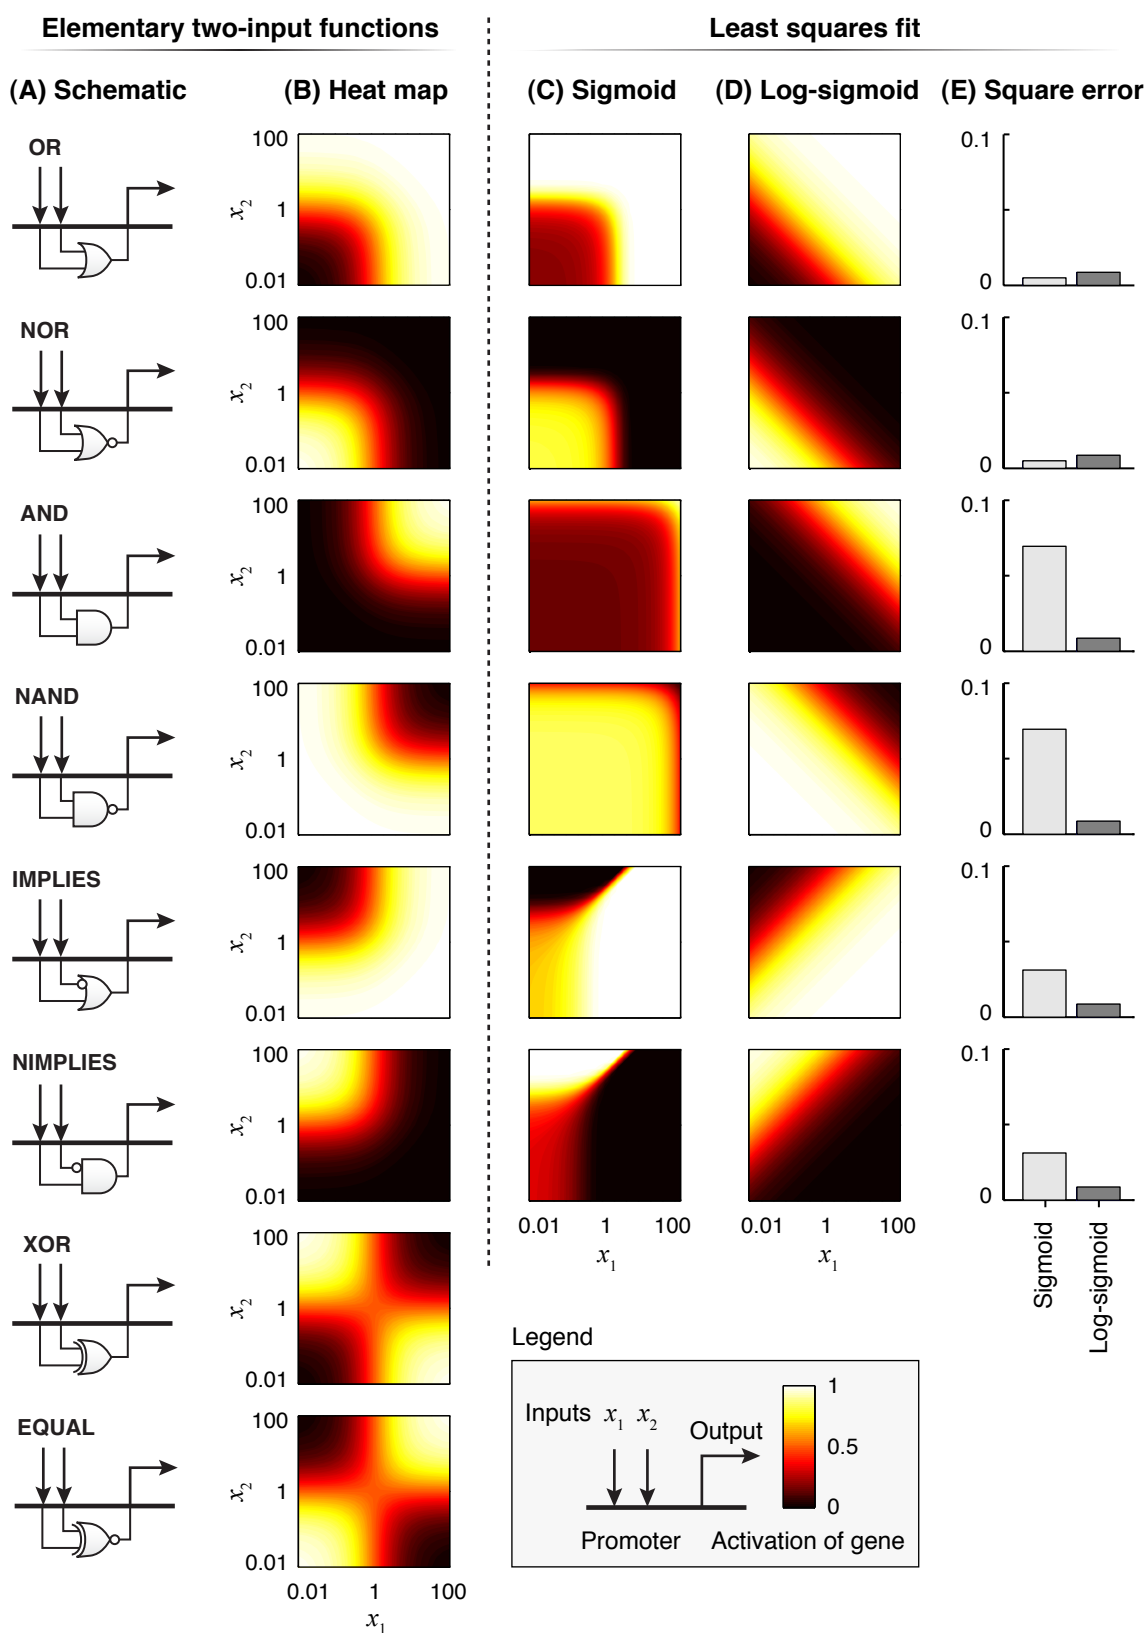 Elementary two-input functions
Least squares fit
(A) Schematic
(B) Heat map
(C) Sigmoid
(D) Log-sigmoid
(E) Square error
OR
100
x2
1
0.01
0.1
0
NOR
100
x2
1
0.01
0.1
0
AND
100
x2
1
0.01
0.1
0
NAND
100
x2
1
0.01
0.1
0
IMPLIES
100
x2
1
0.01
0.1
0
NIMPLIES
100
x2
1
0.01
0.1
0
0.01 1 100
x1
0.01 1 100
x1
Sigmoid
Log-sigmoid
XOR
100
x2
1
0.01
EQUAL
100
x2
1
0.01
0.01 1 100
x1
Legend
Inputs x1 x2
Output
Promoter
1
0.5
0
Activation of gene